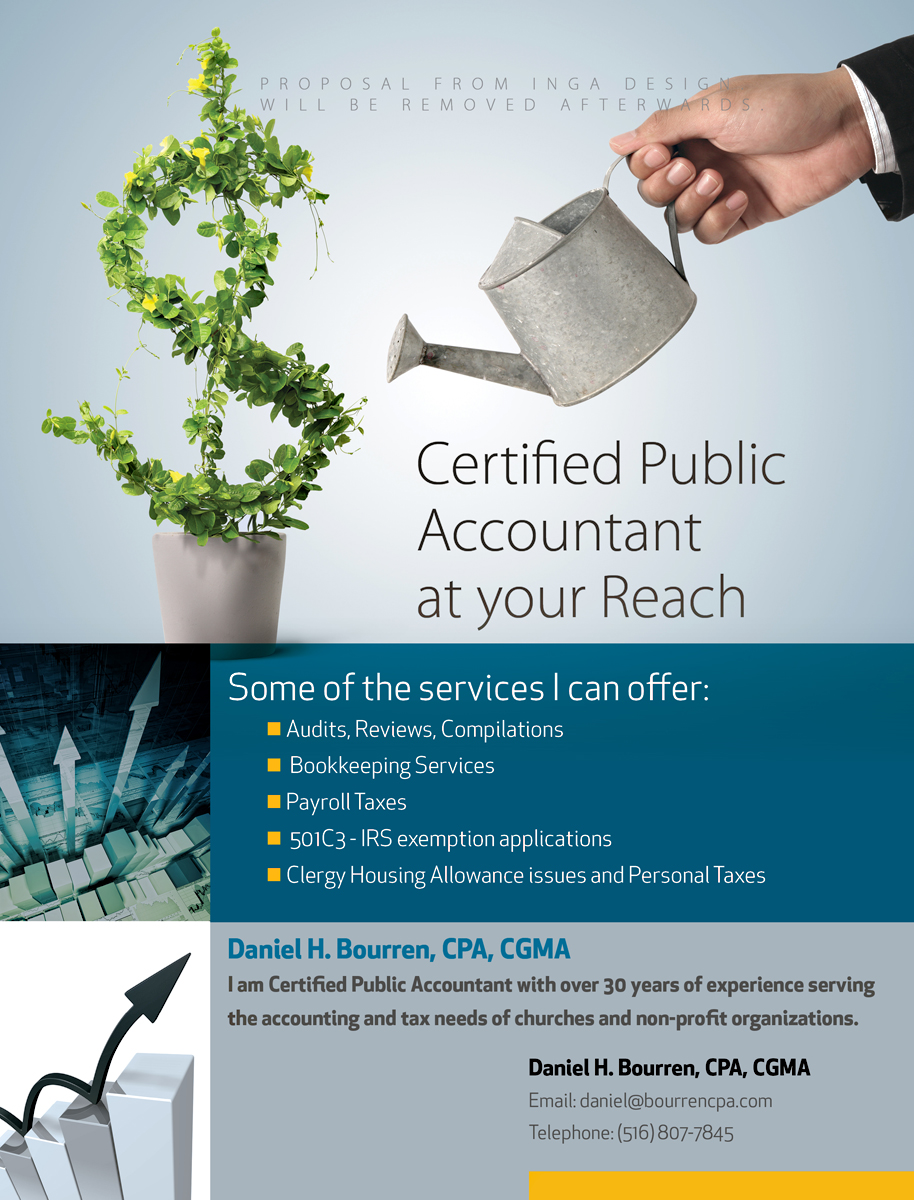 PROPOSAL FROM INGA DESIGN
WILL BE REMOVED AFTERWARDS.
Certified Public
Accountant
at your Reach
Some of the services I can offer:
Audits, Reviews, Compilations
Bookkeeping Services
Payroll Taxes
501C3 - IRS exemption applications
Clergy Housing Allowance issues and Personal Taxes
Daniel H. Bourren, CPA, CGMA
I am Certified Public Accountant with over 30 years of experience serving
the accounting and tax needs of churches and non-profit organizations.
Daniel H. Bourren, CPA, CGMA
Email: daniel@bourrencpa.com
Telephone: (516) 807-7845